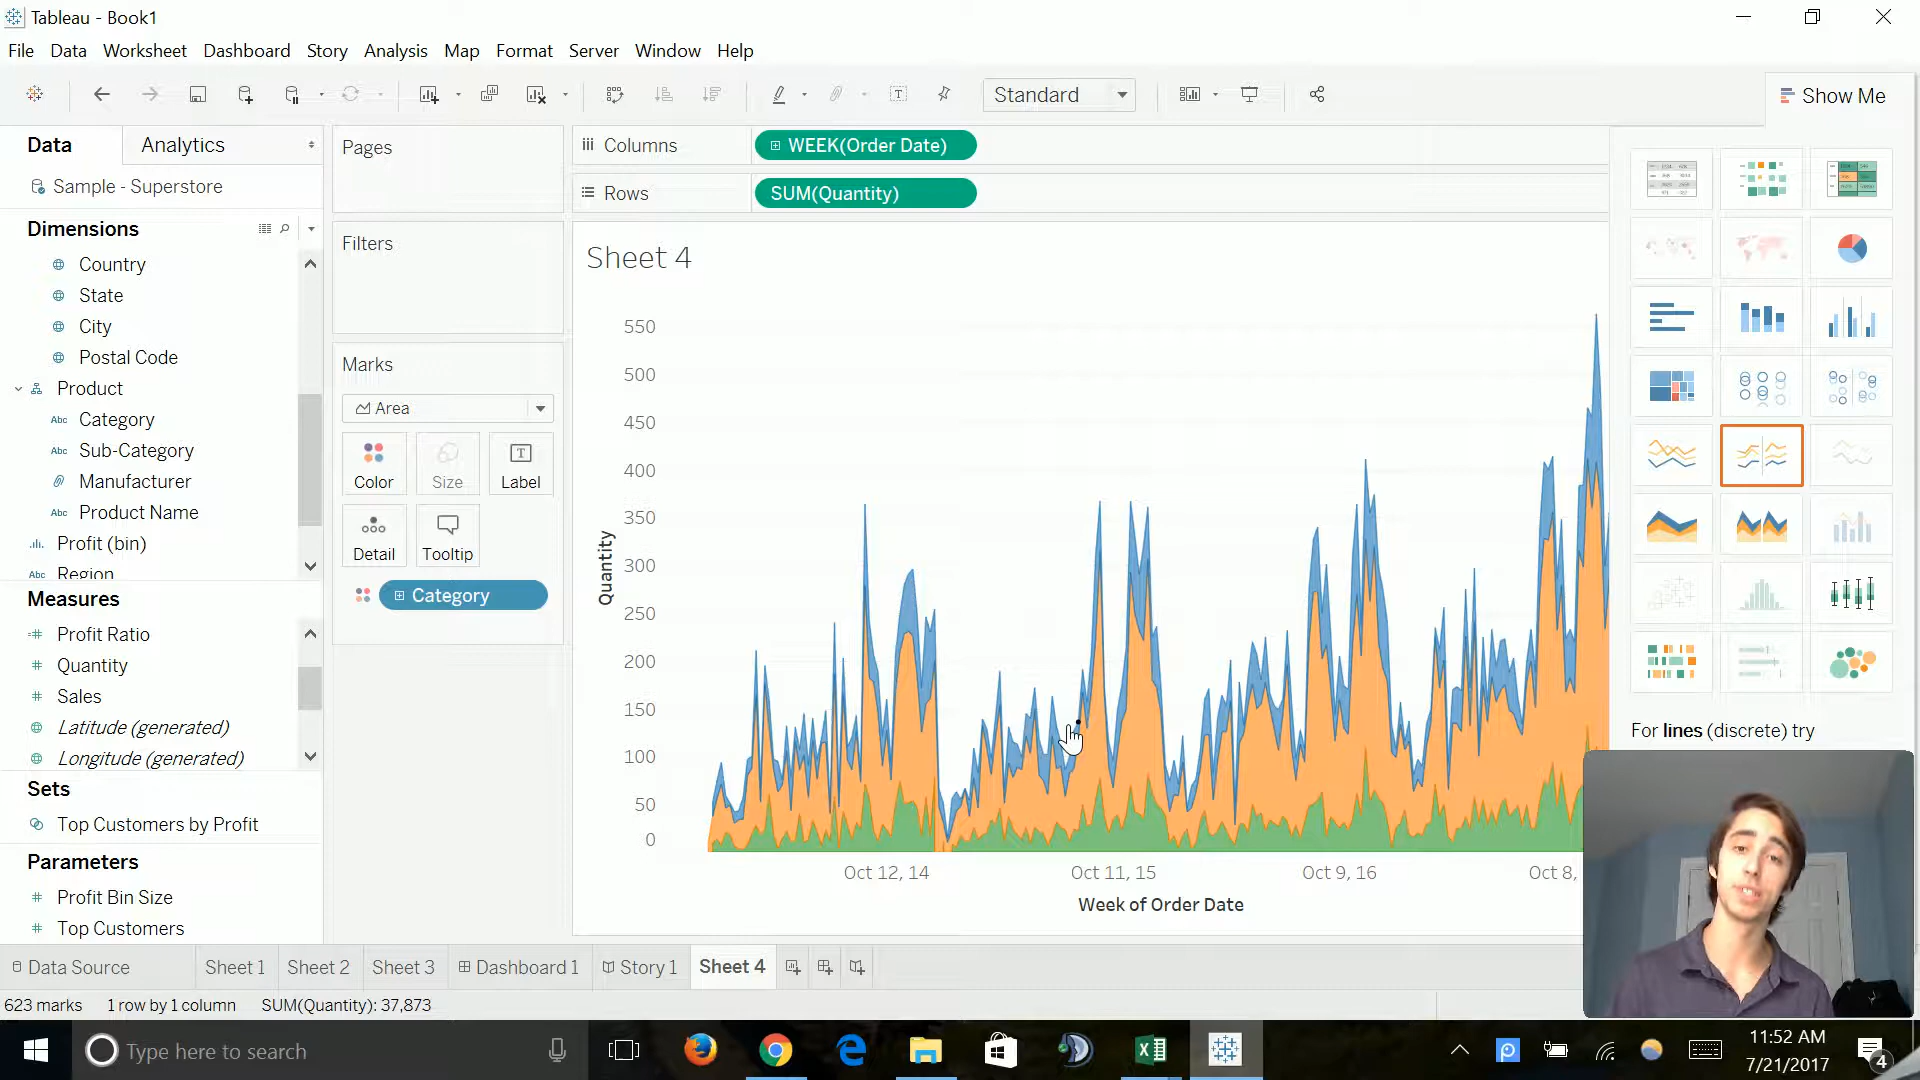 Tableau - Book1
File Data Worksheet Dashboard Story Analysis Map Format Server Window Help
Standard
Show Me
Data
Analytics
Sample - Superstore
Dimensions
Country
State
City
Postal Code
Product
Abc Category
Abc Sub-Category
Manufacturer
Abc Product Name
Profit (bin)
Abc Region
Measures
Profit Ratio
Quantity
Sales
Latitude (generated)
Longitude (generated)
Sets
Top Customers by Profit
Parameters
Profit Bin Size
Top Customers
Pages
Filters
Marks
Area
Color
Size
Label
Detail
Tooltip
Category
Columns
WEEK(Order Date)
Rows
SUM(Quantity)
Sheet 4
550
500
450
400
350
300
250
200
150
100
50
0
Quantity
Oct 12, 14
Oct 11, 15
Oct 9, 16
Oct 8,
Week of Order Date
For lines (discrete) try
Data Source
Sheet 1
Sheet 2
Sheet 3
Dashboard 1
Story 1
Sheet 4
623 marks
1 row by 1 column
SUM(Quantity): 37,873
Type here to search
11:52 AM
7/21/2017
4